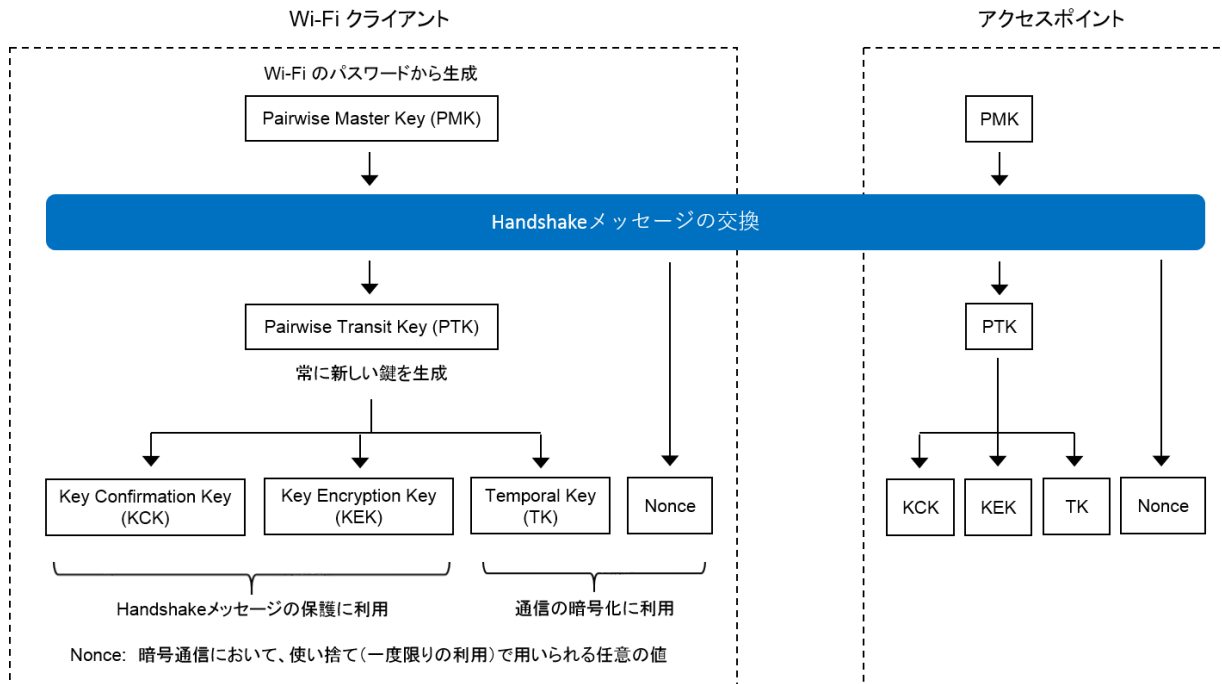 Wi-Fi クライアント
アクセスポイント
Wi-Fi のパスワードから生成
Pairwise Master Key (PMK)
PMK
Handshakeメッセージの交換
Pairwise Transit Key (PTK)
PTK
常に新しい鍵を生成
Key Confirmation Key
(KCK)
Key Encryption Key
(KEK)
Temporal Key
(TK)
Nonce
KCK
KEK
TK
Nonce
Handshakeメッセージの保護に利用
通信の暗号化に利用
Nonce: 暗号通信において、使い捨て(一度限りの利用)で用いられる任意の値